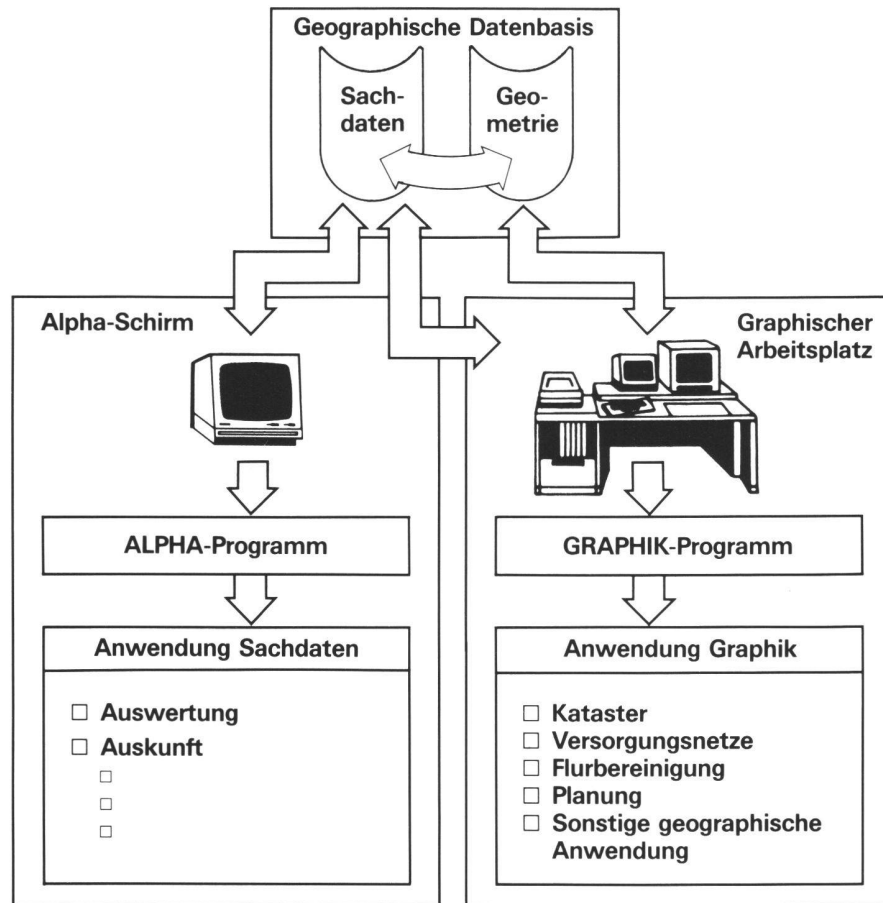 Geographische Datenbasis
Sach-
daten
Geo-
metrie
Alpha-Schirm
ALPHA-Programm
Anwendung Sachdaten
☐ Auswertung
☐ Auskunft
☐
☐
☐
Graphischer
Arbeitsplatz
GRAPHIK-Programm
Anwendung Graphik
☐ Kataster
☐ Versorgungsnetze
☐ Flurbereinigung
☐ Planung
☐ Sonstige geographische
Anwendung